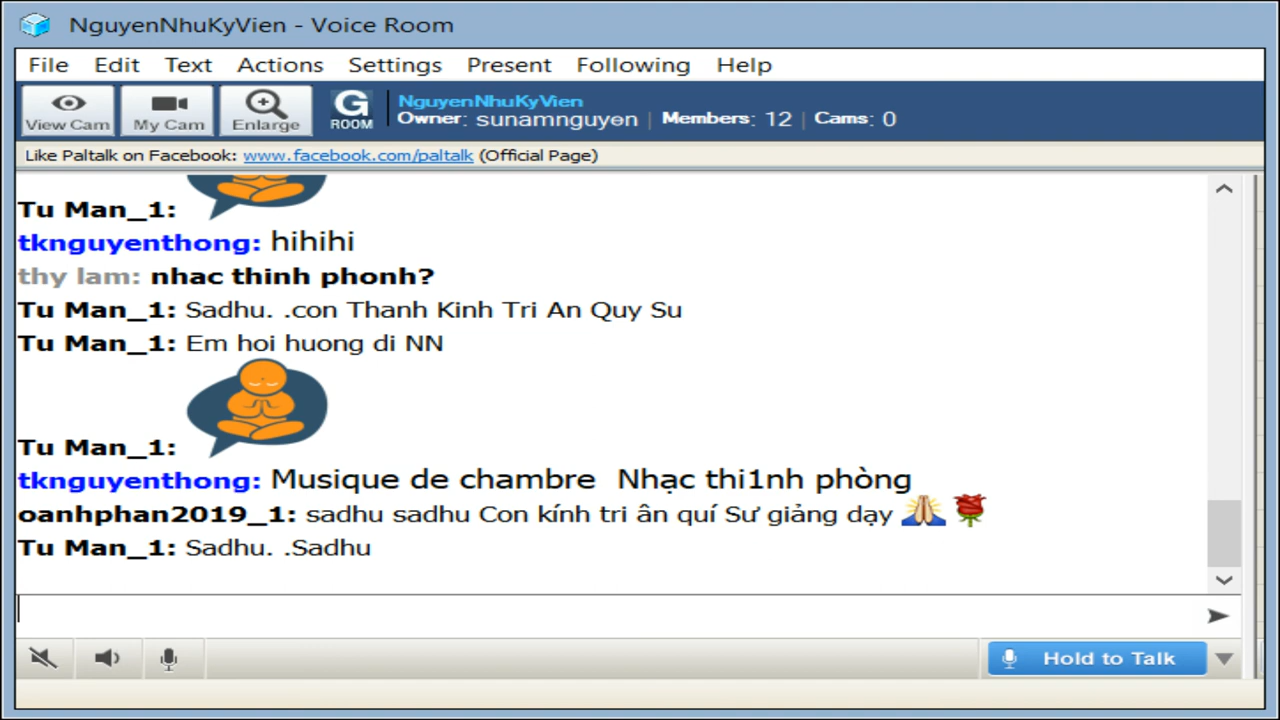 NguyenNhuKyVien - Voice Room
File Edit Text Actions Settings Present Following Help
View Cam My Cam Enlarge G ROOM
NguyenNhuKyVien
Owner: sunamnguyen | Members: 12 | Cams: 0
Like Paltalk on Facebook: www.facebook.com/paltalk (Official Page)
Tu Man_1:
tknguyenthong: hihihi
thy lam: nhac thinh phonh?
Tu Man_1: Sadhu. .con Thanh Kinh Tri An Quy Su
Tu Man_1: Em hoi huong di NN
Tu Man_1:
tknguyenthong: Musique de chambre Nhạc thi1nh phòng
oanhphan2019_1: sadhu sadhu Con kính tri ân quí Sư giảng dạy 🙏🌹
Tu Man_1: Sadhu. .Sadhu
Hold to Talk